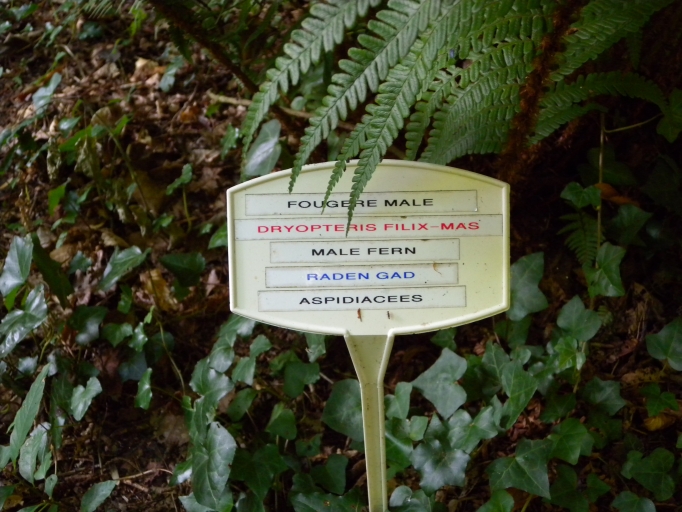 FOUGERE MALE
DRYOPTERIS FILIX-MAS
MALE FERN
RADEN GAD
ASPIDIACEES